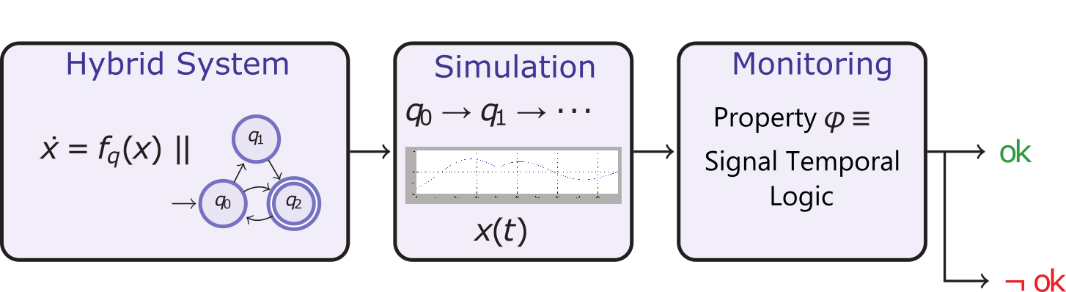 Hybrid System
ẋ = f_q(x) ||
q₁
q₀
q₂
Simulation
q₀ → q₁ → ⋯
x(t)
Monitoring
Property φ ≡
Signal Temporal
Logic
ok
¬ ok